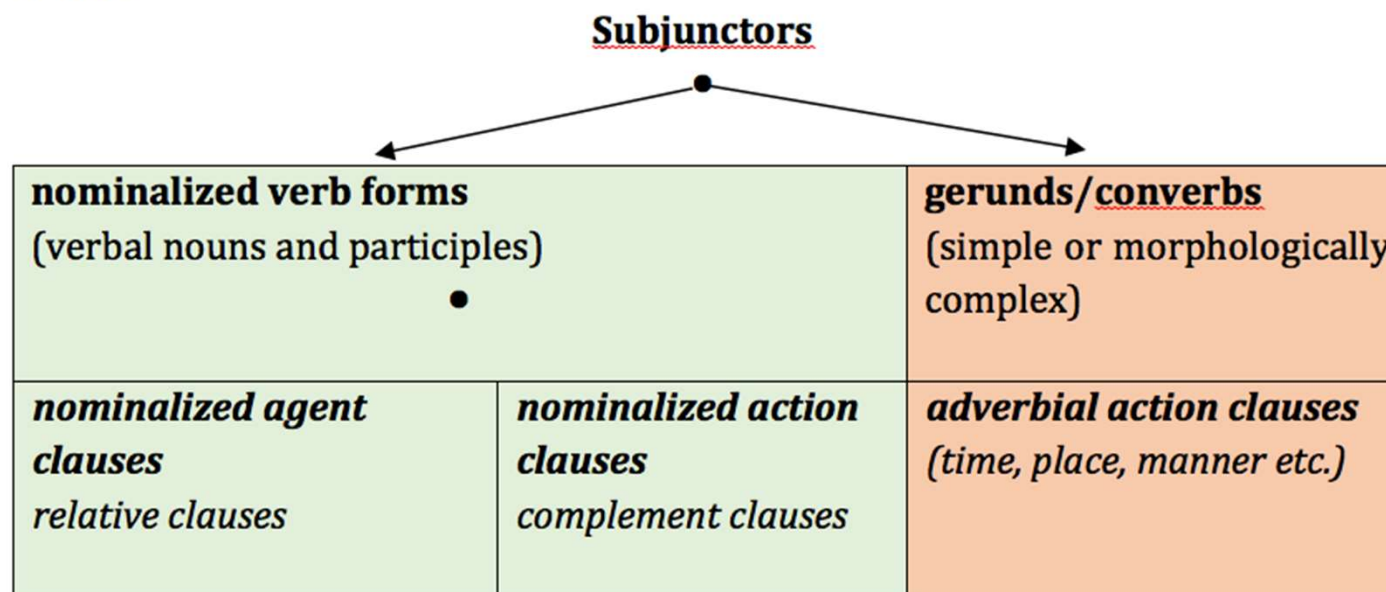 Subjunctors
nominalized verb forms
(verbal nouns and participles)
gerunds/converbs
(simple or morphologically
complex)
nominalized agent
clauses
relative clauses
nominalized action
clauses
complement clauses
adverbial action clauses
(time, place, manner etc.)